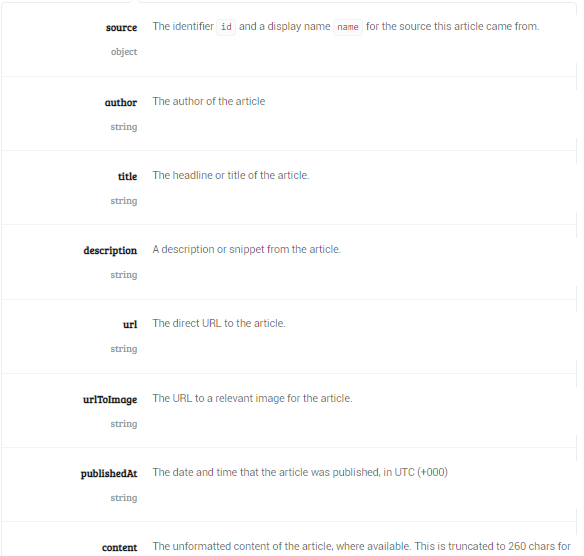 source The identifier id and a display name name for the source this article came from.
object
author The author of the article
string
title The headline or title of the article.
string
description A description or snippet from the article.
string
url The direct URL to the article.
string
urlToImage The URL to a relevant image for the article.
string
publishedAt The date and time that the article was published, in UTC (+000)
string
content The unformatted content of the article, where available. This is truncated to 260 chars for